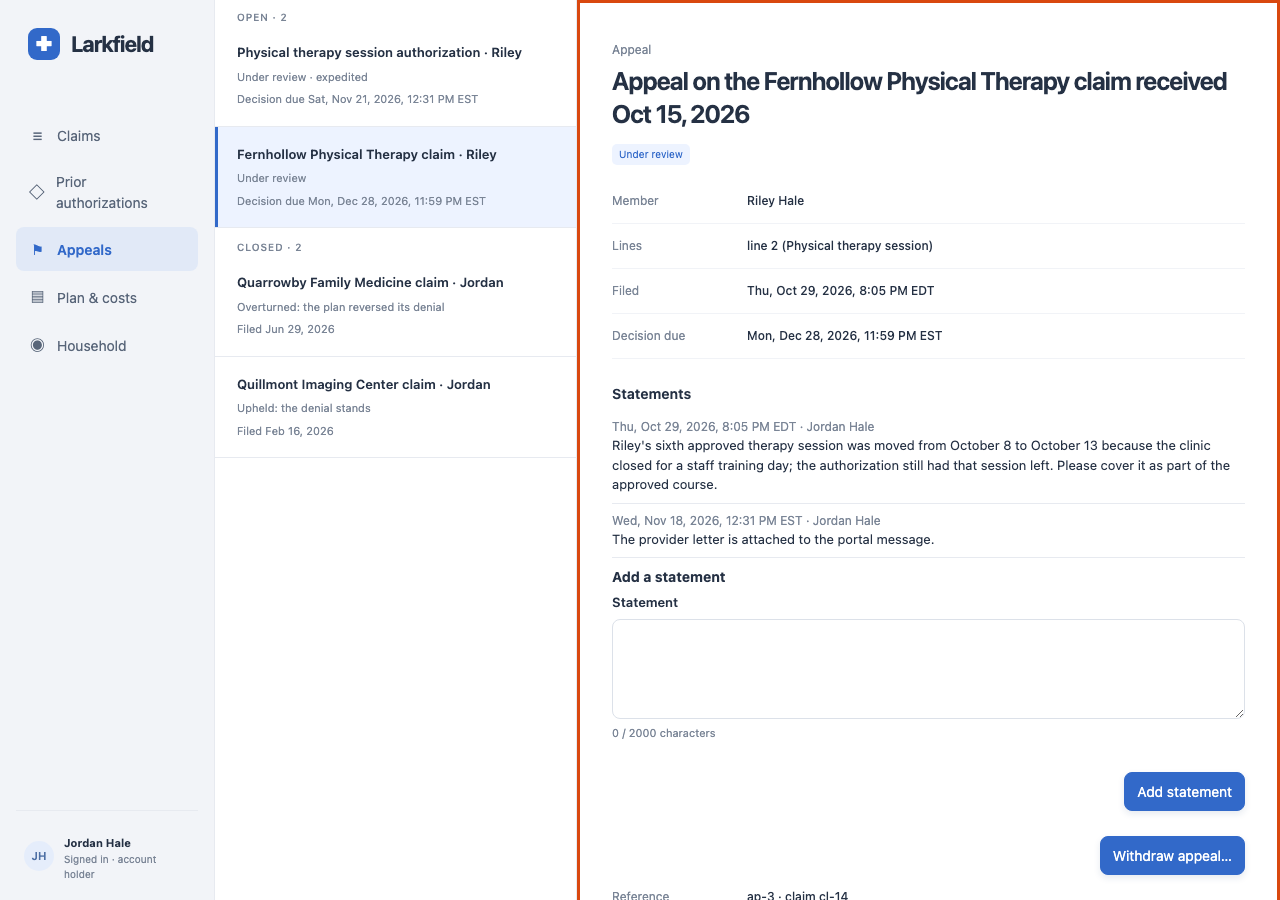 Larkfield
Claims
Prior
authorizations
Appeals
Plan & costs
Household
JH
Jordan Hale
Signed in · account
holder
OPEN · 2
Physical therapy session authorization · Riley
Under review · expedited
Decision due Sat, Nov 21, 2026, 12:31 PM EST
Fernhollow Physical Therapy claim · Riley
Under review
Decision due Mon, Dec 28, 2026, 11:59 PM EST
CLOSED · 2
Quarrowby Family Medicine claim · Jordan
Overturned: the plan reversed its denial
Filed Jun 29, 2026
Quillmont Imaging Center claim · Jordan
Upheld: the denial stands
Filed Feb 16, 2026
Appeal
Appeal on the Fernhollow Physical Therapy claim received
Oct 15, 2026
Under review
Member Riley Hale
Lines line 2 (Physical therapy session)
Filed Thu, Oct 29, 2026, 8:05 PM EDT
Decision due Mon, Dec 28, 2026, 11:59 PM EST
Statements
Thu, Oct 29, 2026, 8:05 PM EDT · Jordan Hale
Riley's sixth approved therapy session was moved from October 8 to October 13 because the clinic
closed for a staff training day; the authorization still had that session left. Please cover it as part of the
approved course.
Wed, Nov 18, 2026, 12:31 PM EST · Jordan Hale
The provider letter is attached to the portal message.
Add a statement
Statement
0 / 2000 characters
Add statement
Withdraw appeal…
Reference ap-3 · claim cl-14